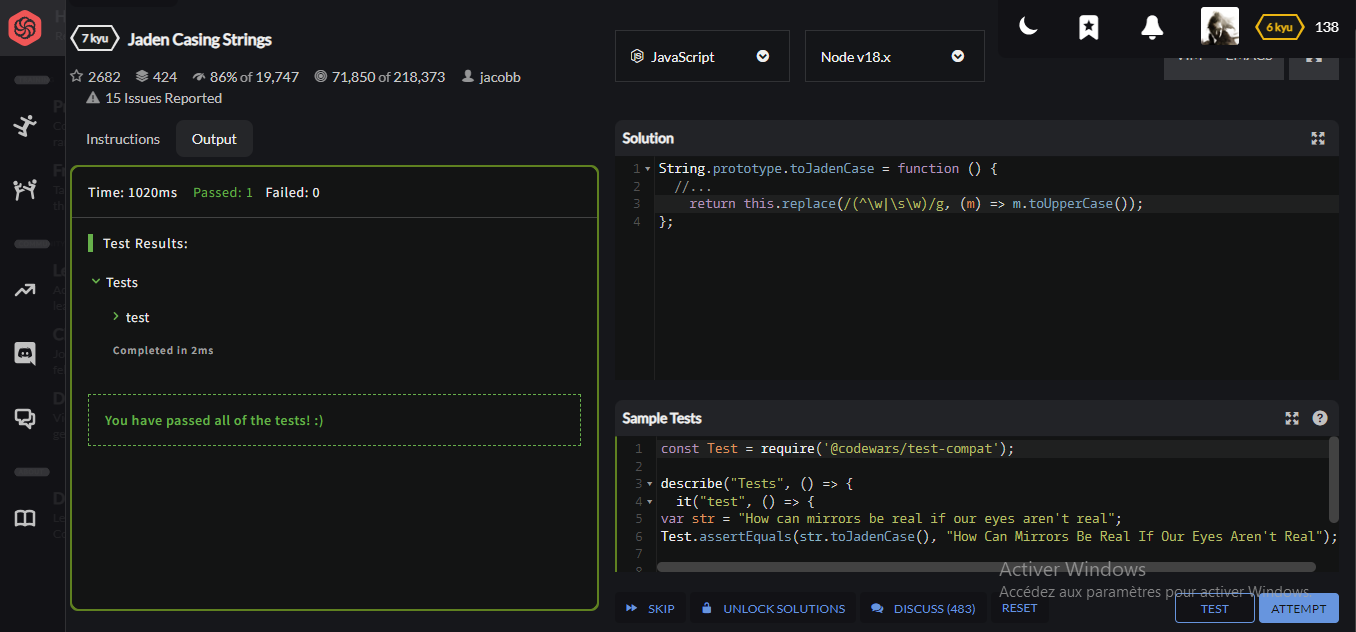 7 kyu Jaden Casing Strings
2682 424 86% of 19,747 71,850 of 218,373 jacobb
15 Issues Reported
Instructions Output
Time: 1020ms Passed: 1 Failed: 0
Test Results:
Tests
test
Completed in 2ms
You have passed all of the tests! :)
6 kyu 138
JavaScript Node v18.x
VIM EMACS
Solution
1 String.prototype.toJadenCase = function () {
2 //...
3 return this.replace(/(^\w|\s\w)/g, (m) => m.toUpperCase());
4 };
Sample Tests
1 const Test = require('@codewars/test-compat');
2
3 describe("Tests", () => {
4 it("test", () => {
5 var str = "How can mirrors be real if our eyes aren't real";
6 Test.assertEquals(str.toJadenCase(), "How Can Mirrors Be Real If Our Eyes Aren't Real");
7
Activer Windows
Accédez aux paramètres pour activer Windows.
SKIP UNLOCK SOLUTIONS DISCUSS (483) RESET TEST ATTEMPT